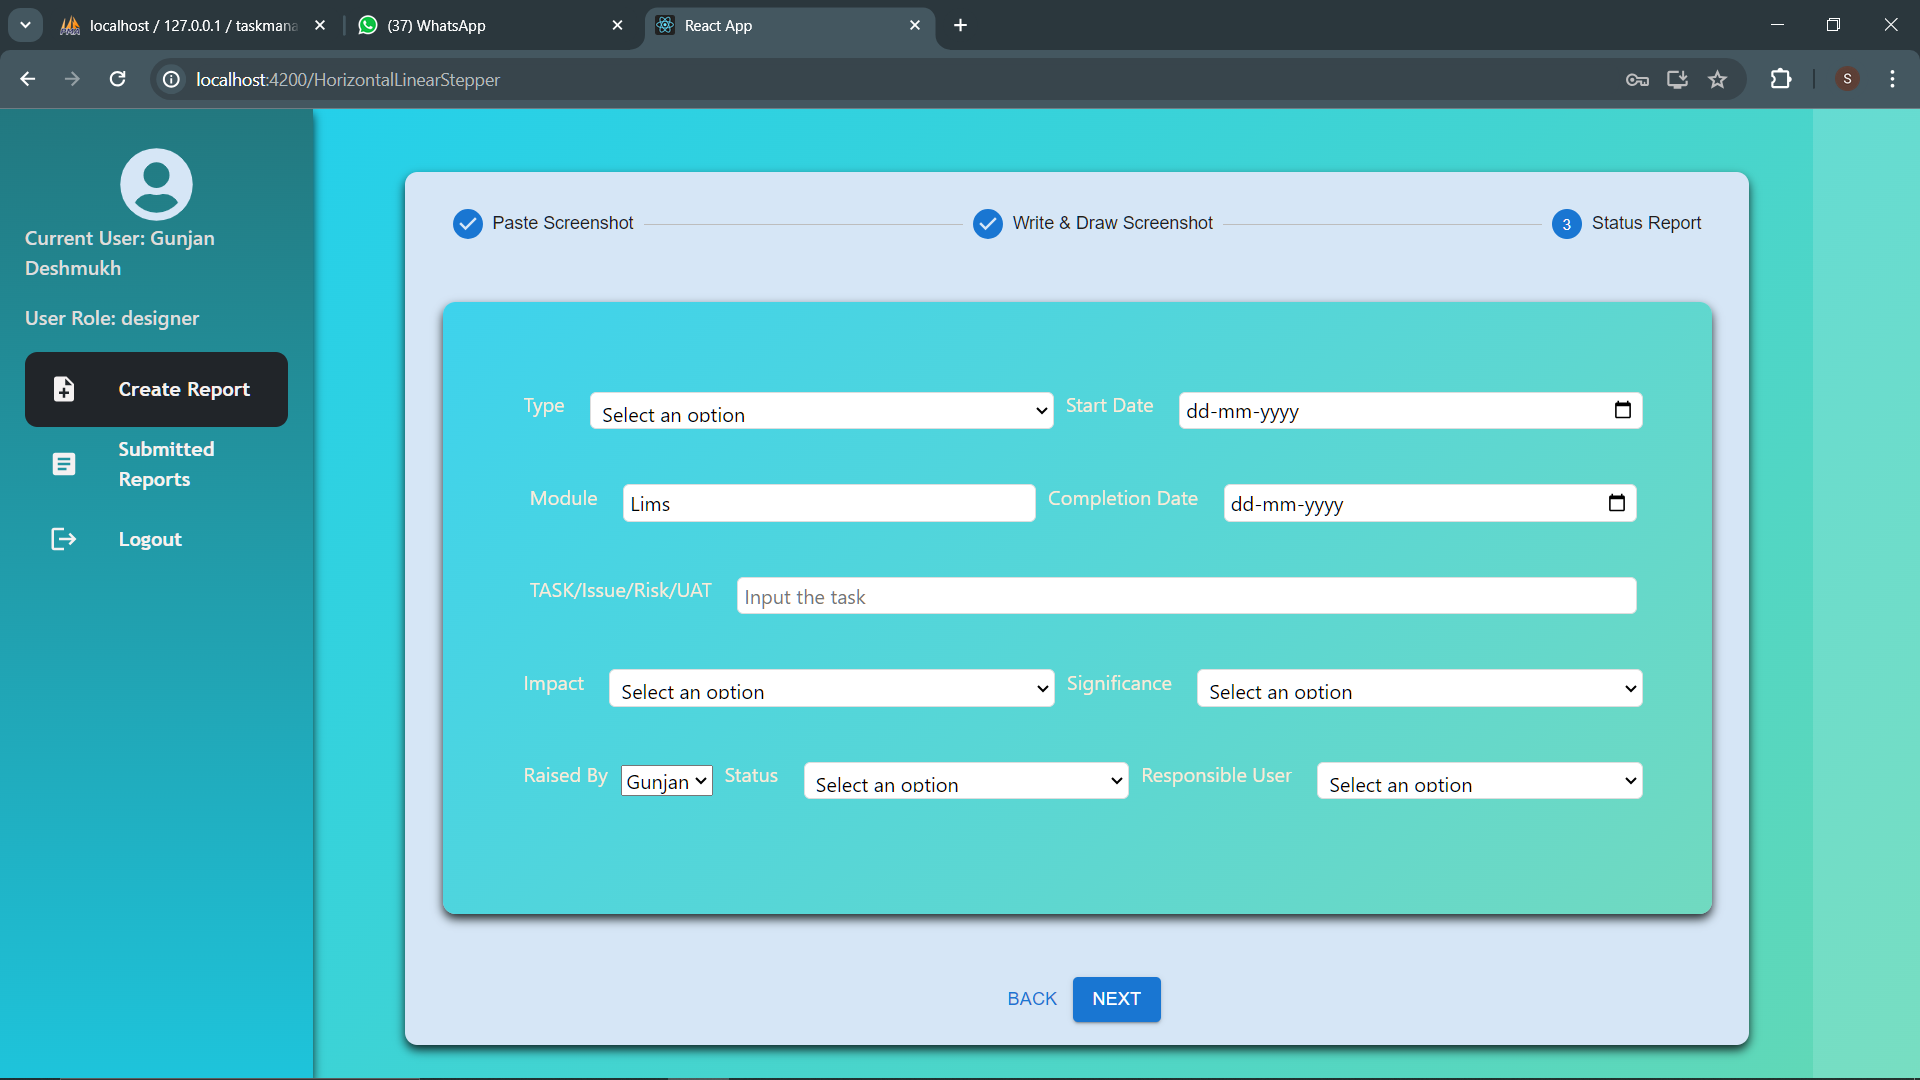 localhost / 127.0.0.1 / taskmana
(37) WhatsApp
React App
localhost:4200/HorizontalLinearStepper
S
Current User: Gunjan
Deshmukh
User Role: designer
Create Report
Submitted
Reports
Logout
Paste Screenshot
Write & Draw Screenshot
3 Status Report
Type Select an option Start Date dd-mm-yyyy
Module Lims Completion Date dd-mm-yyyy
TASK/Issue/Risk/UAT Input the task
Impact Select an option Significance Select an option
Raised By Gunjan Status Select an option Responsible User Select an option
BACK NEXT